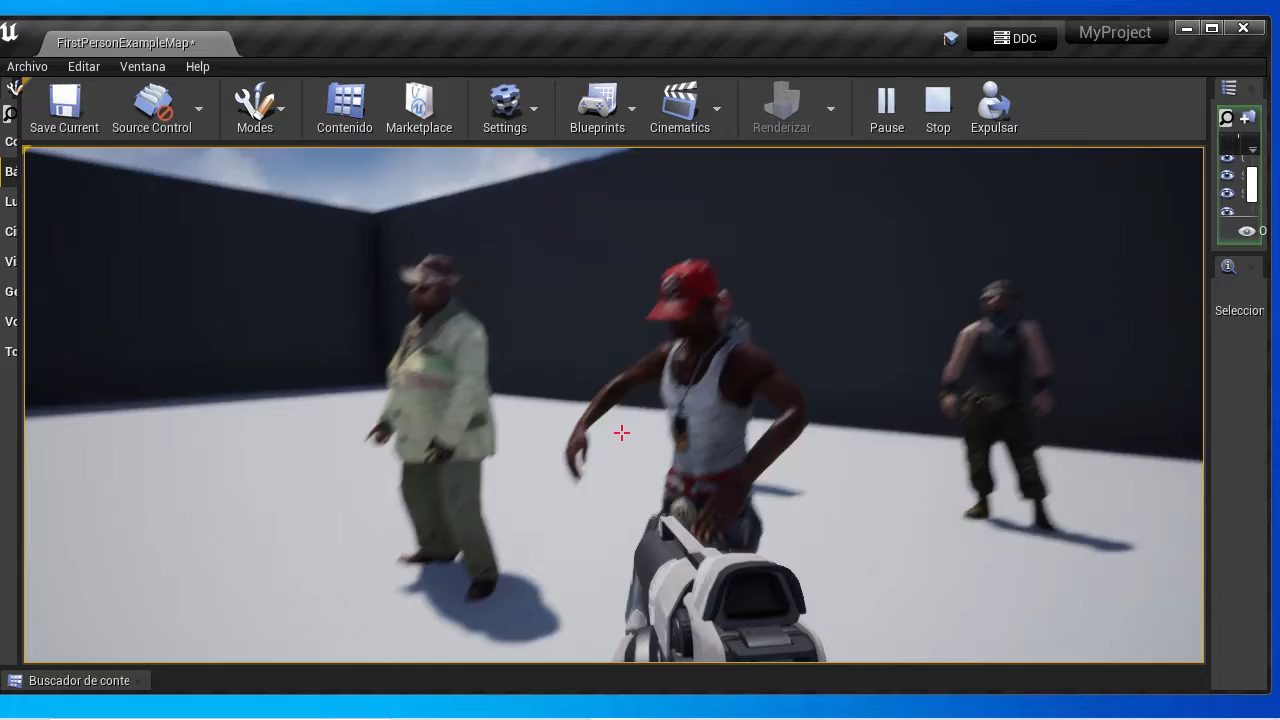 FirstPersonExampleMap*
DDC
MyProject
Archivo Editar Ventana Help
Save Current Source Control Modes Contenido Marketplace Settings Blueprints Cinematics Renderizar Pause Stop Expulsar
Co
Bá
Lu
Ci
Vi
Ge
Vo
To
Seleccion
Buscador de conte